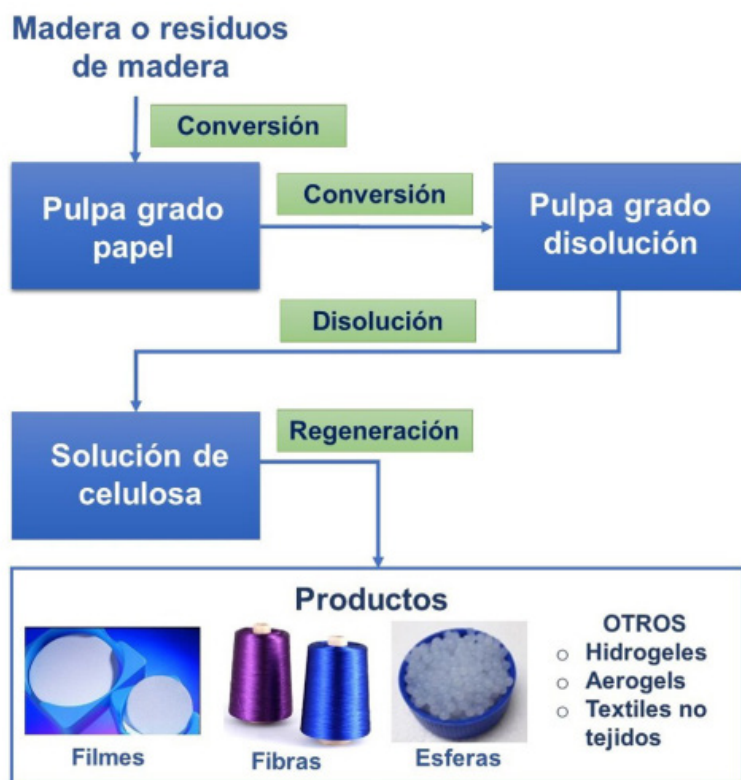 Madera o residuos
de madera
Conversión
Pulpa grado
papel
Conversión
Pulpa grado
disolución
Disolución
Solución de
celulosa
Regeneración
Productos
Filmes
Fibras
Esferas
OTROS
○ Hidrogeles
○ Aerogels
○ Textiles no
tejidos